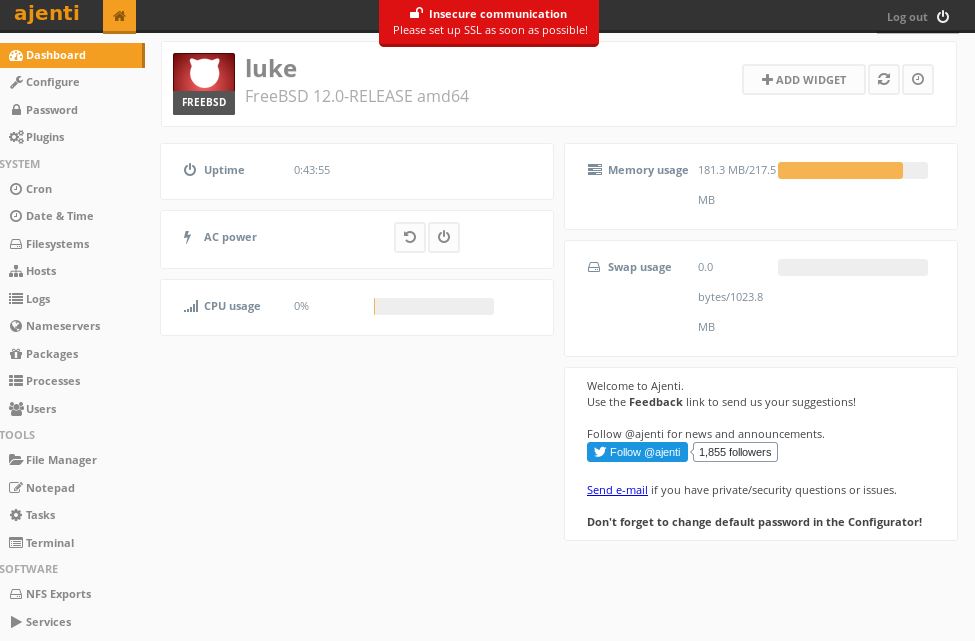 ajenti
Insecure communication
Please set up SSL as soon as possible!
Log out
Dashboard
Configure
Password
Plugins
SYSTEM
Cron
Date & Time
Filesystems
Hosts
Logs
Nameservers
Packages
Processes
Users
TOOLS
File Manager
Notepad
Tasks
Terminal
SOFTWARE
NFS Exports
Services
FREEBSD
luke
FreeBSD 12.0-RELEASE amd64
ADD WIDGET
Uptime 0:43:55
AC power
CPU usage 0%
Memory usage 181.3 MB/217.5
MB
Swap usage 0.0
bytes/1023.8
MB
Welcome to Ajenti.
Use the Feedback link to send us your suggestions!
Follow @ajenti for news and announcements.
Follow @ajenti 1,855 followers
Send e-mail if you have private/security questions or issues.
Don't forget to change default password in the Configurator!